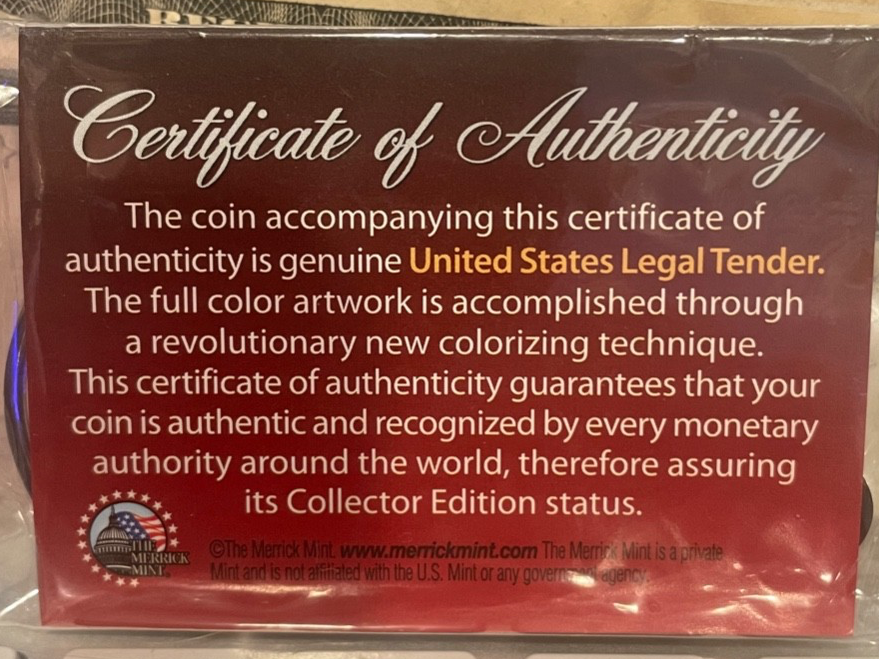 Certificate of Authenticity
The coin accompanying this certificate of
authenticity is genuine United States Legal Tender.
The full color artwork is accomplished through
a revolutionary new colorizing technique.
This certificate of authenticity guarantees that your
coin is authentic and recognized by every monetary
authority around the world, therefore assuring
its Collector Edition status.
THE
MERRICK
MINT
©The Merrick Mint. www.merrickmint.com The Merrick Mint is a private
Mint and is not affiliated with the U.S. Mint or any government agency.